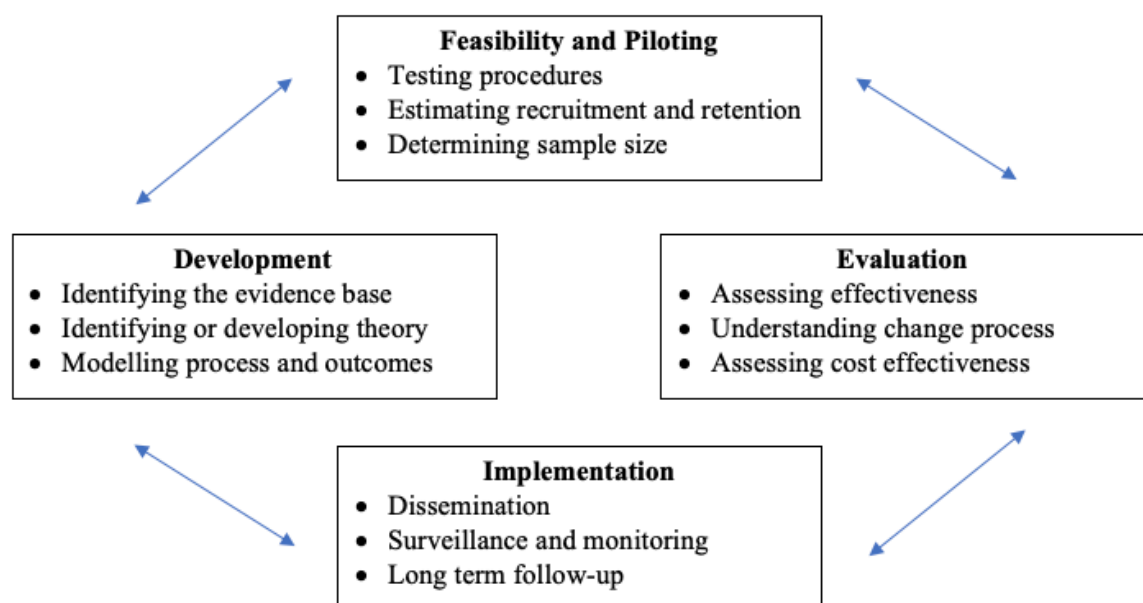 Feasibility and Piloting
• Testing procedures
• Estimating recruitment and retention
• Determining sample size
Development
• Identifying the evidence base
• Identifying or developing theory
• Modelling process and outcomes
Evaluation
• Assessing effectiveness
• Understanding change process
• Assessing cost effectiveness
Implementation
• Dissemination
• Surveillance and monitoring
• Long term follow-up